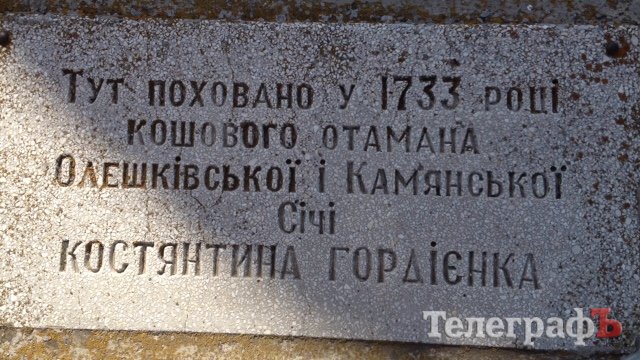 Тут поховано у 1733 році
кошового отамана
Олешківської і Камянської
Січі
Костянтина Гордієнка
ТелеграфЪ